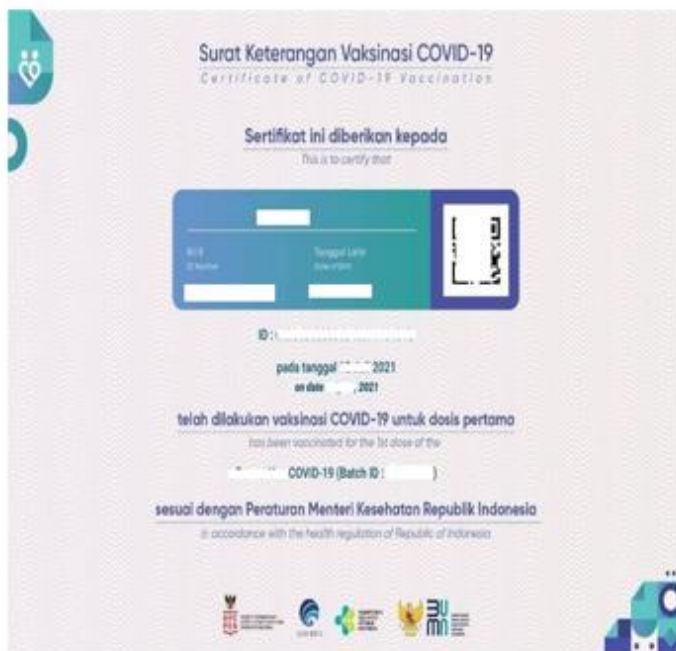 Surat Keterangan Vaksinasi COVID-19
Certificate of COVID-19 Vaccination
Sertifikat ini diberikan kepada
This is to certify that
NIK Tanggal Lahir
ID Number Date of Birth
ID :
pada tanggal 2021
on date , 2021
telah dilakukan vaksinasi COVID-19 untuk dosis pertama
has been vaccinated for the 1st dose of the
COVID-19 (Batch ID : )
sesuai dengan Peraturan Menteri Kesehatan Republik Indonesia
in accordance with the health regulation of Republic of Indonesia
BUMN